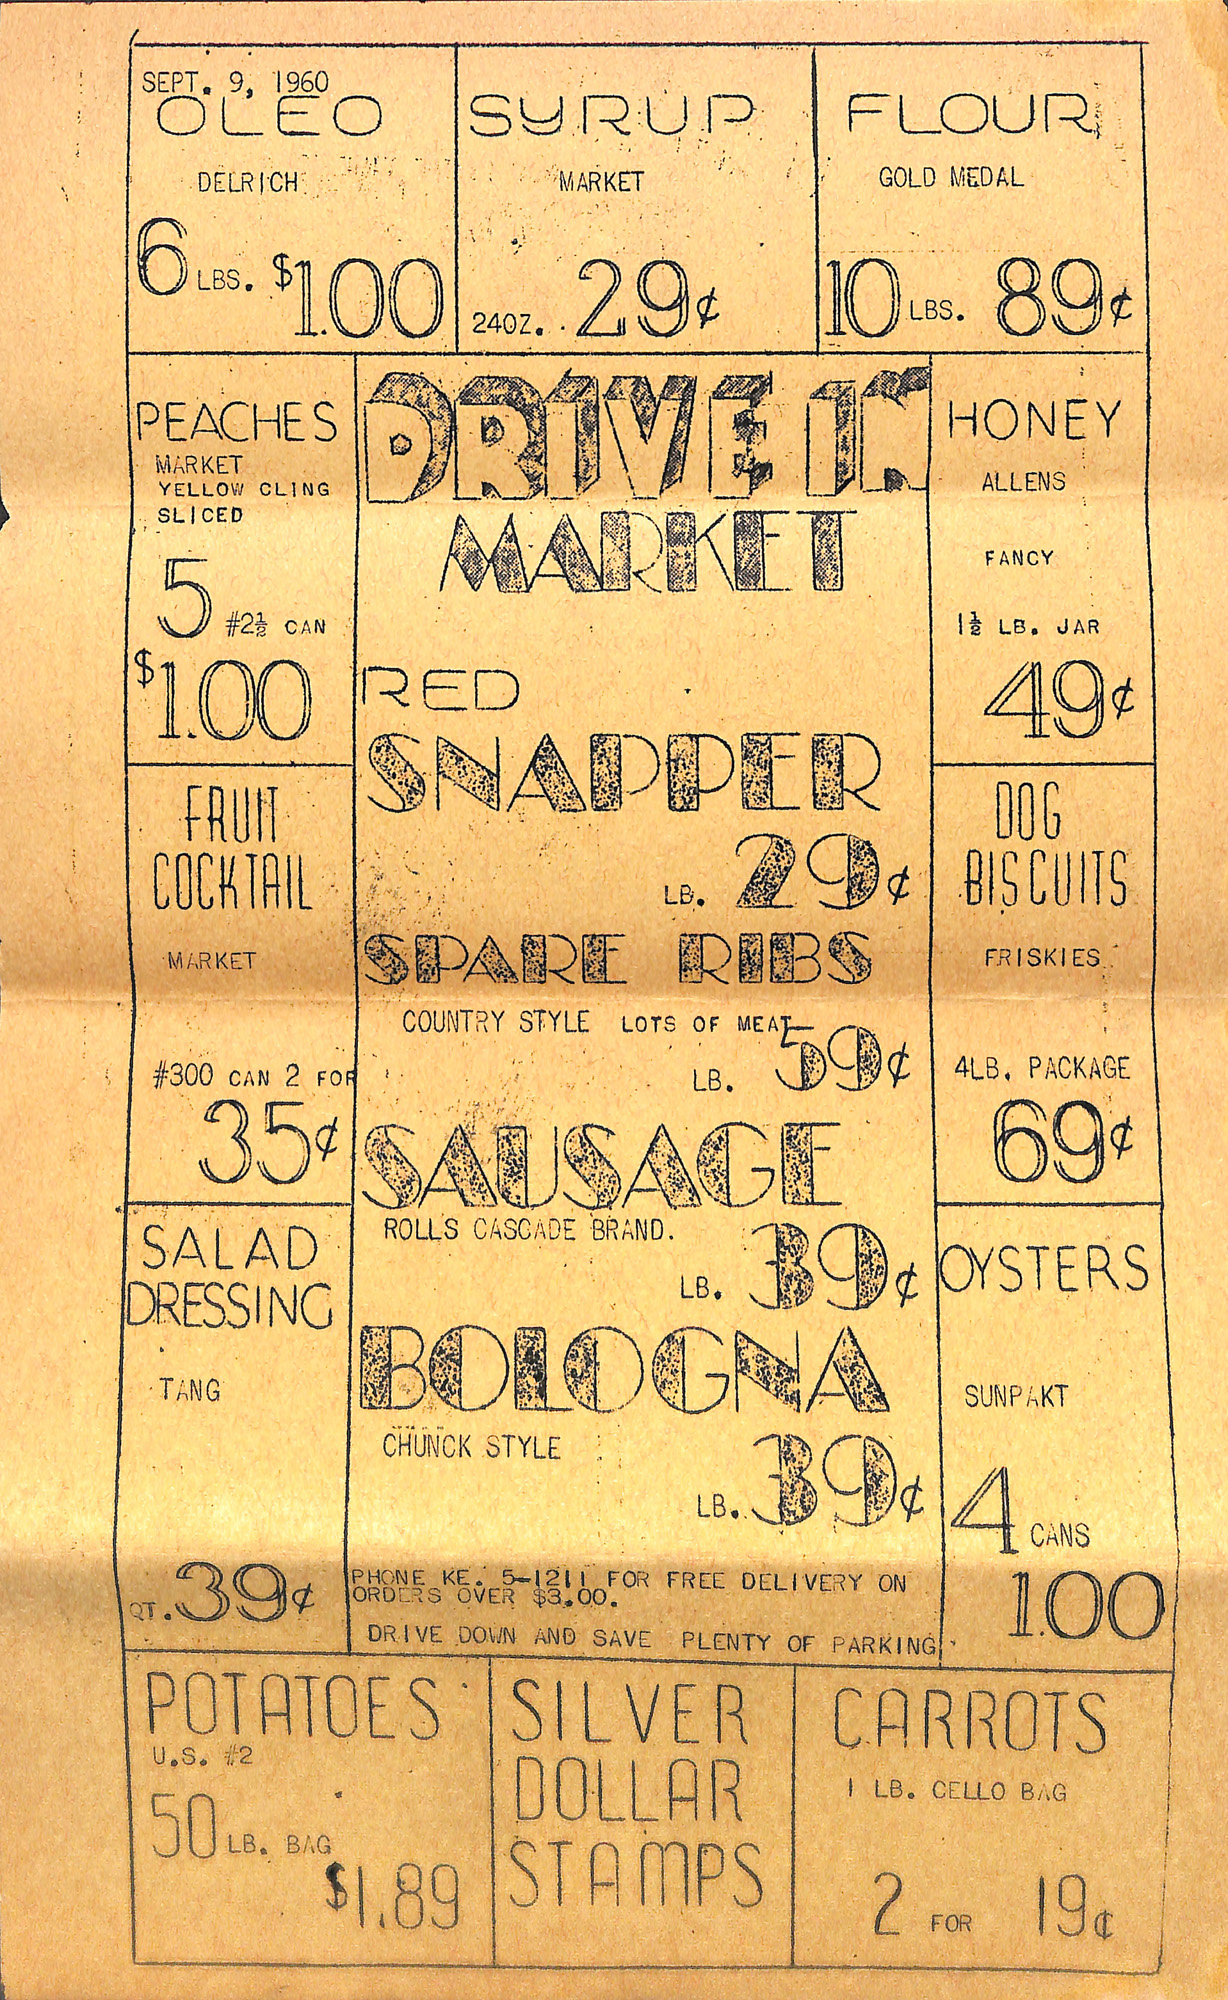 SEPT. 9, 1960
OLEO
DELRICH
6 LBS. $1.00
SYRUP
MARKET
24OZ. 29¢
FLOUR
GOLD MEDAL
10 LBS. 89¢
PEACHES
MARKET
YELLOW CLING
SLICED
5 #2½ CAN
$1.00
DRIVE IN
MARKET
HONEY
ALLENS
FANCY
1½ LB. JAR
49¢
RED
SNAPPER
LB. 29¢
SPARE RIBS
COUNTRY STYLE LOTS OF MEAT
LB. 59¢
SAUSAGE
ROLLS CASCADE BRAND.
LB. 39¢
BOLOGNA
CHUNCK STYLE
LB. 39¢
PHONE KE. 5-1211 FOR FREE DELIVERY ON
ORDERS OVER $3.00.
DRIVE DOWN AND SAVE PLENTY OF PARKING
FRUIT
COCKTAIL
MARKET
#300 CAN 2 FOR
35¢
DOG
BISCUITS
FRISKIES
4LB. PACKAGE
69¢
SALAD
DRESSING
TANG
QT. 39¢
OYSTERS
SUNPAKT
4 CANS
1.00
POTATOES
U.S. #2
50 LB. BAG
$1.89
SILVER
DOLLAR
STAMPS
CARROTS
1 LB. CELLO BAG
2 FOR 19¢